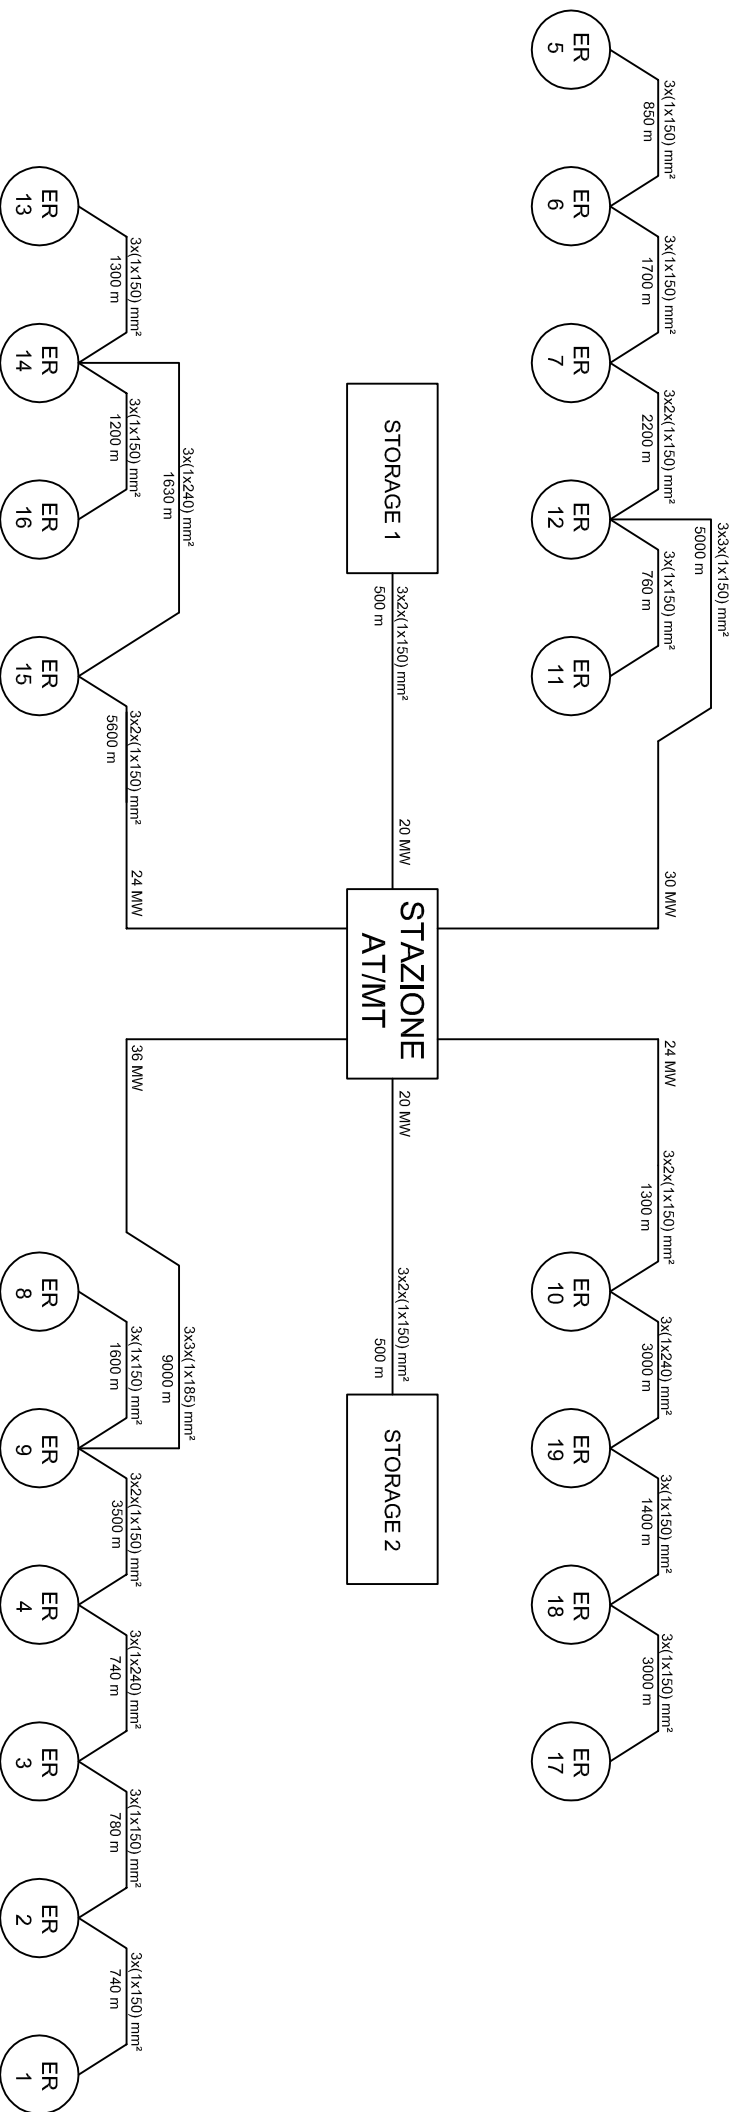 ER
5
3x(1x150) mm²
850 m
ER
6
3x(1x150) mm²
1700 m
ER
7
3x2x(1x150) mm²
2200 m
ER
12
3x(1x150) mm²
760 m
ER
11
3x3x(1x150) mm²
5000 m
30 MW
24 MW
3x2x(1x150) mm²
1300 m
ER
10
3x(1x240) mm²
3000 m
ER
19
3x(1x150) mm²
1400 m
ER
18
3x(1x150) mm²
3000 m
ER
17
STORAGE 1
3x2x(1x150) mm²
500 m
20 MW
STAZIONE
AT/MT
20 MW
3x2x(1x150) mm²
500 m
STORAGE 2
ER
13
3x(1x150) mm²
1300 m
ER
14
3x(1x150) mm²
1200 m
ER
16
3x(1x240) mm²
1630 m
ER
15
3x2x(1x150) mm²
5600 m
24 MW
36 MW
3x3x(1x185) mm²
9000 m
ER
8
3x(1x150) mm²
1600 m
ER
9
3x2x(1x150) mm²
3500 m
ER
4
3x(1x240) mm²
740 m
ER
3
3x(1x150) mm²
780 m
ER
2
3x(1x150) mm²
740 m
ER
1